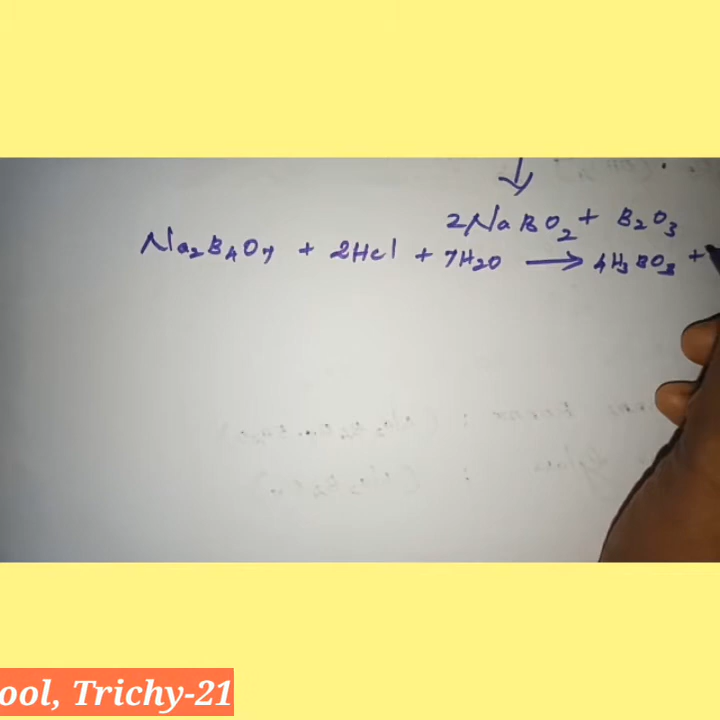 2NaBO₂ + B₂O₃
Na₂B₄O₇ + 2HCl + 7H₂O ⟶ 4H₃BO₃ +
ool, Trichy-21